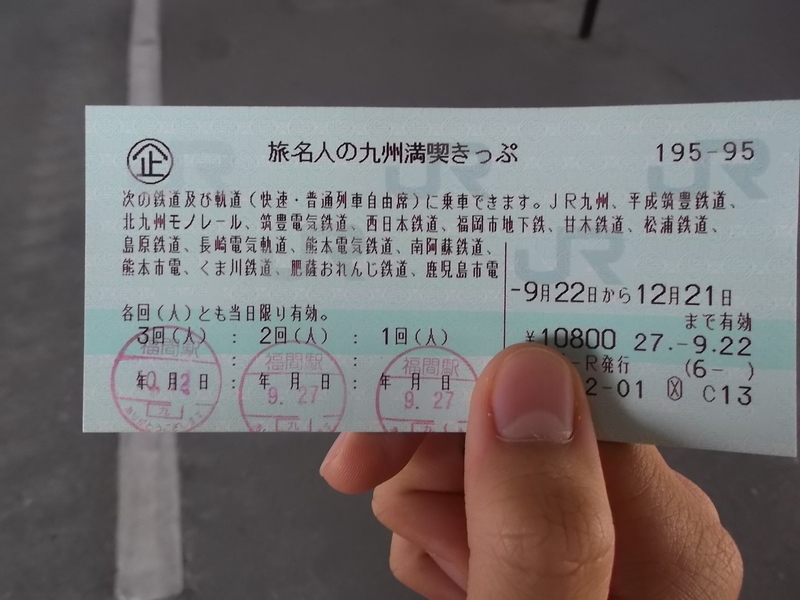 企 旅名人の九州満喫きっぷ 195-95
次の鉄道及び軌道(快速・普通列車自由席)に乗車できます。JR九州、平成筑豊鉄道、
北九州モノレール、筑豊電気鉄道、西日本鉄道、福岡市地下鉄、甘木鉄道、松浦鉄道、
島原鉄道、長崎電気軌道、熊本電気鉄道、南阿蘇鉄道、
熊本市電、くま川鉄道、肥薩おれんじ鉄道、鹿児島市電
-9月22日から12月21日
まで有効
各回(人)とも当日限り有効。
3回(人) : 2回(人) : 1回(人)
¥10800 27.-9.22
福間駅 福間駅 福間駅
-R発行 (6- )
年 月 日 : 年 月 日 : 年 月 日
9.27 9.27
2-01 C13
九 九 九